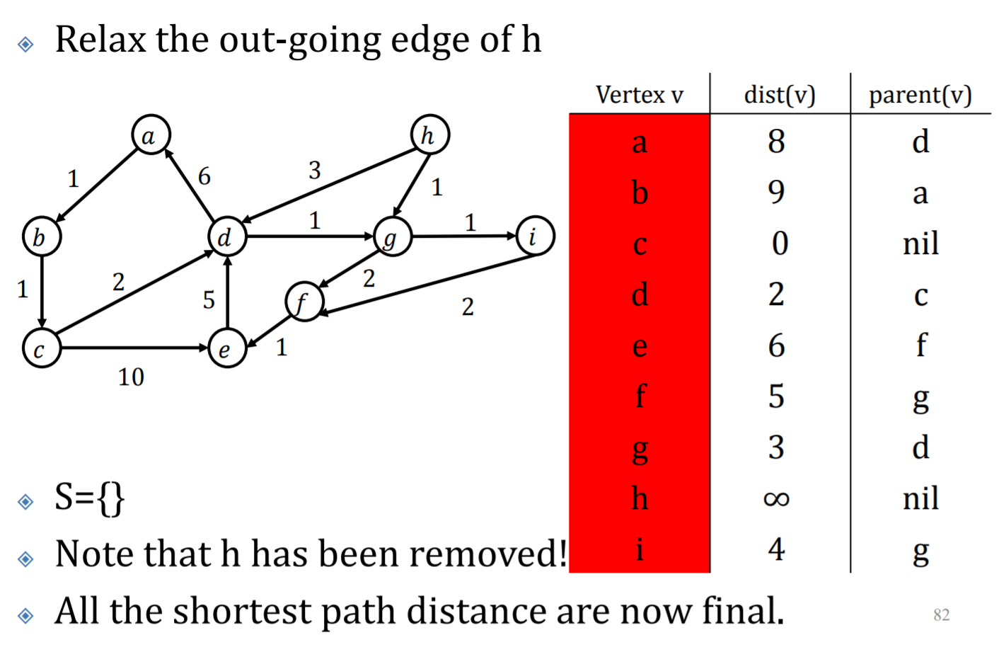 Relax the out-going edge of h
Vertex v dist(v) parent(v)
a 8 d
b 9 a
c 0 nil
d 2 c
e 6 f
f 5 g
g 3 d
h ∞ nil
i 4 g
a
h
1
6
3
1
b
d
1
g
1
i
1
2
5
f
2
2
c
e
1
10
S={}
Note that h has been removed!
All the shortest path distance are now final.
82